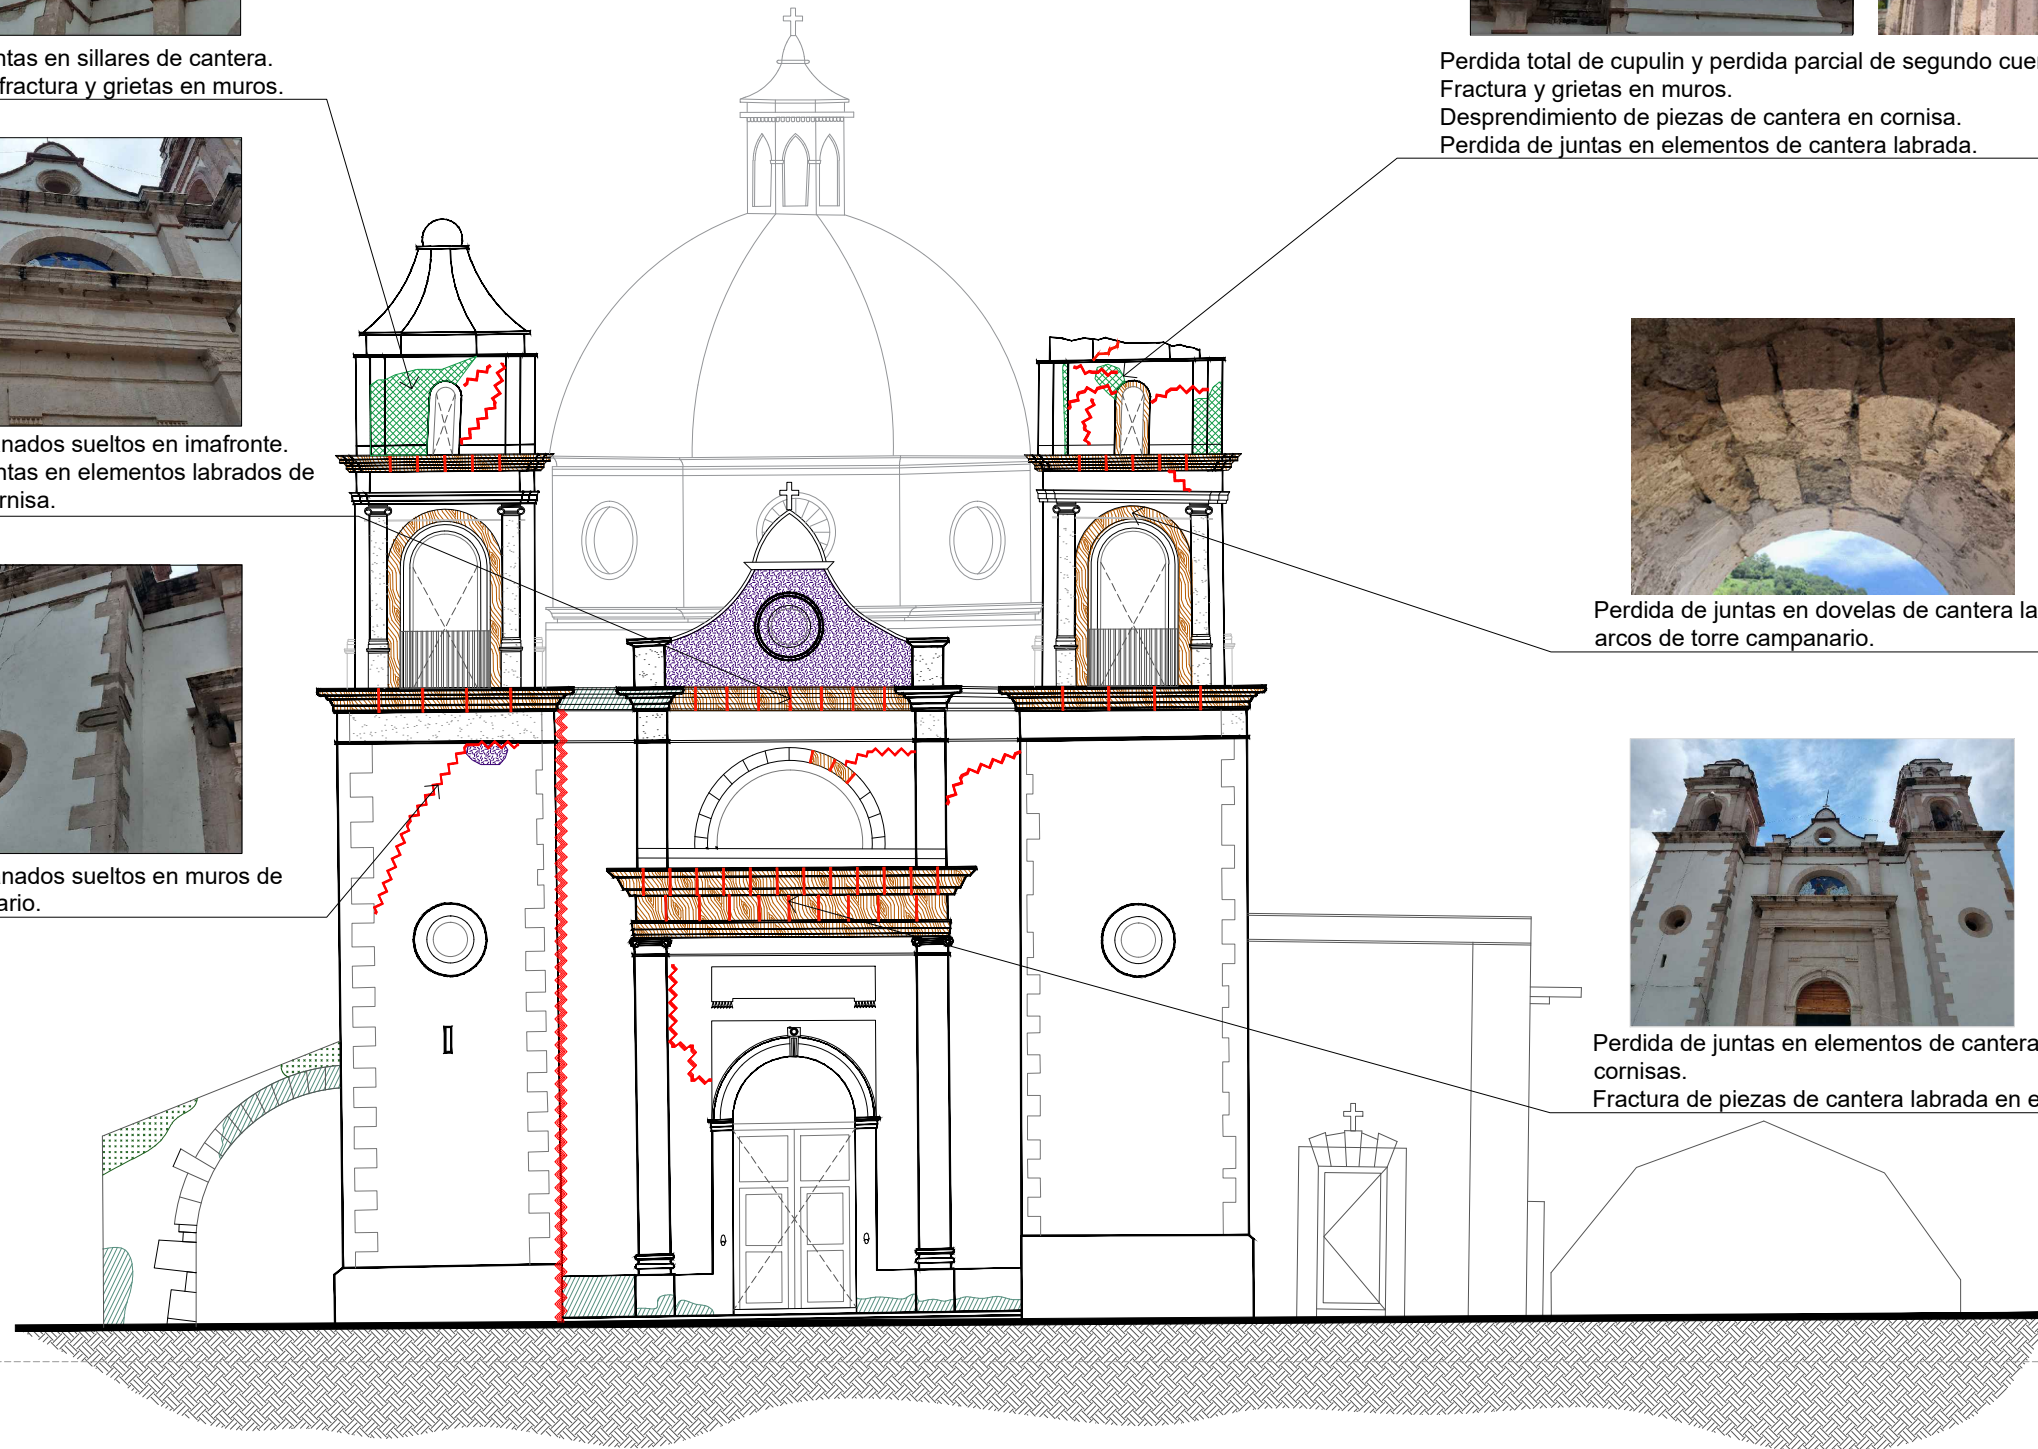 ntas en sillares de cantera.
fractura y grietas en muros.
nados sueltos en imafronte.
ntas en elementos labrados de
rnisa.
nados sueltos en muros de
ario.
Perdida total de cupulin y perdida parcial de segundo cue
Fractura y grietas en muros.
Desprendimiento de piezas de cantera en cornisa.
Perdida de juntas en elementos de cantera labrada.
Perdida de juntas en dovelas de cantera la
arcos de torre campanario.
Perdida de juntas en elementos de cantera
cornisas.
Fractura de piezas de cantera labrada en e